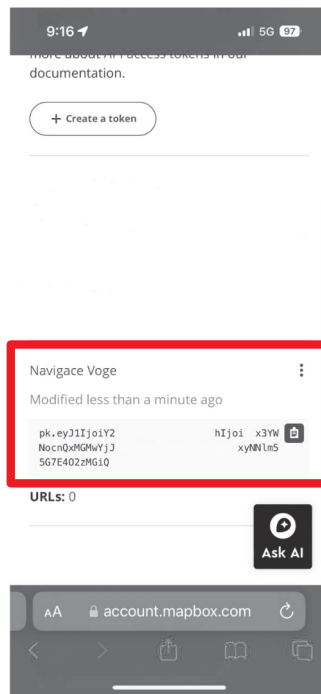 9:16
5G 97
more about API access tokens in our
documentation.
+ Create a token
Navigace Voge
Modified less than a minute ago
pk.eyJ1IjoiY2 hIjoi x3YW
NocnQxMGMwYjJ xyNNlm5
5G7E4O2zMGiQ
URLs: 0
Ask AI
AA account.mapbox.com